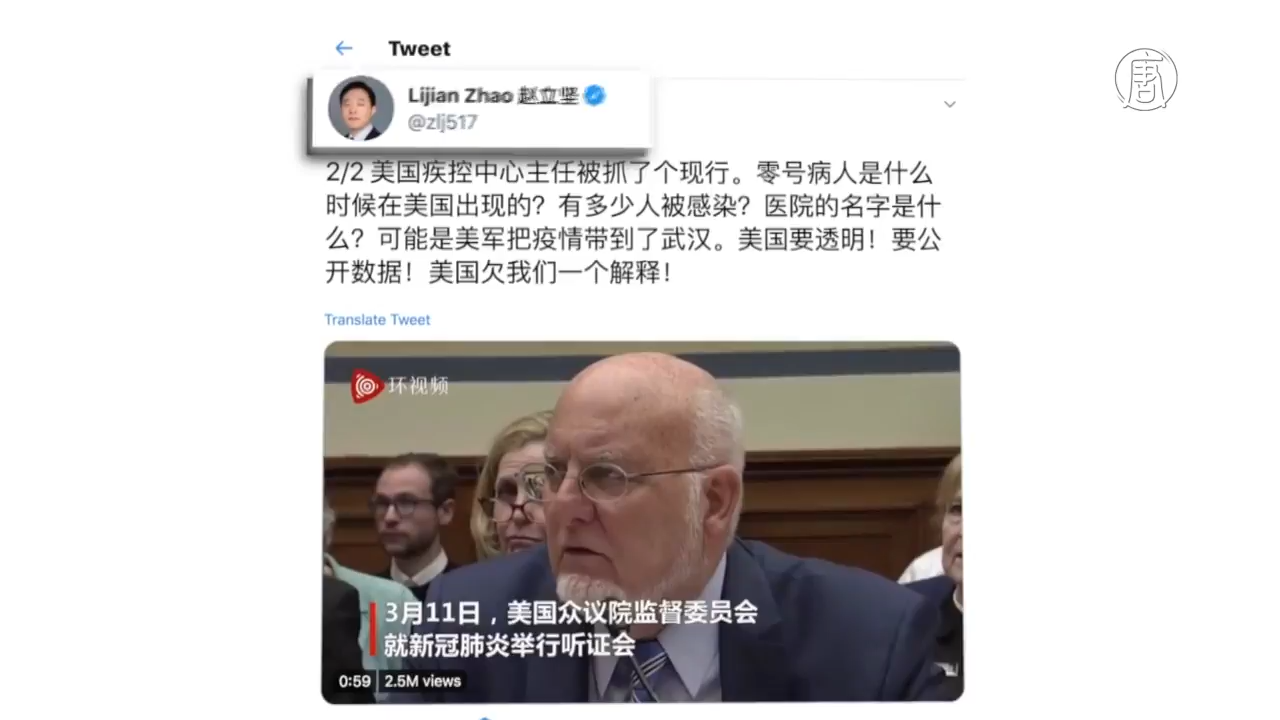 Tweet
唐
Lijian Zhao 赵立坚
@zlj517
2/2 美国疾控中心主任被抓了个现行。零号病人是什么
时候在美国出现的？有多少人被感染？医院的名字是什
么？可能是美军把疫情带到了武汉。美国要透明！要公
开数据！美国欠我们一个解释！
Translate Tweet
环视频
3月11日，美国众议院监督委员会
就新冠肺炎举行听证会
0:59
2.5M views